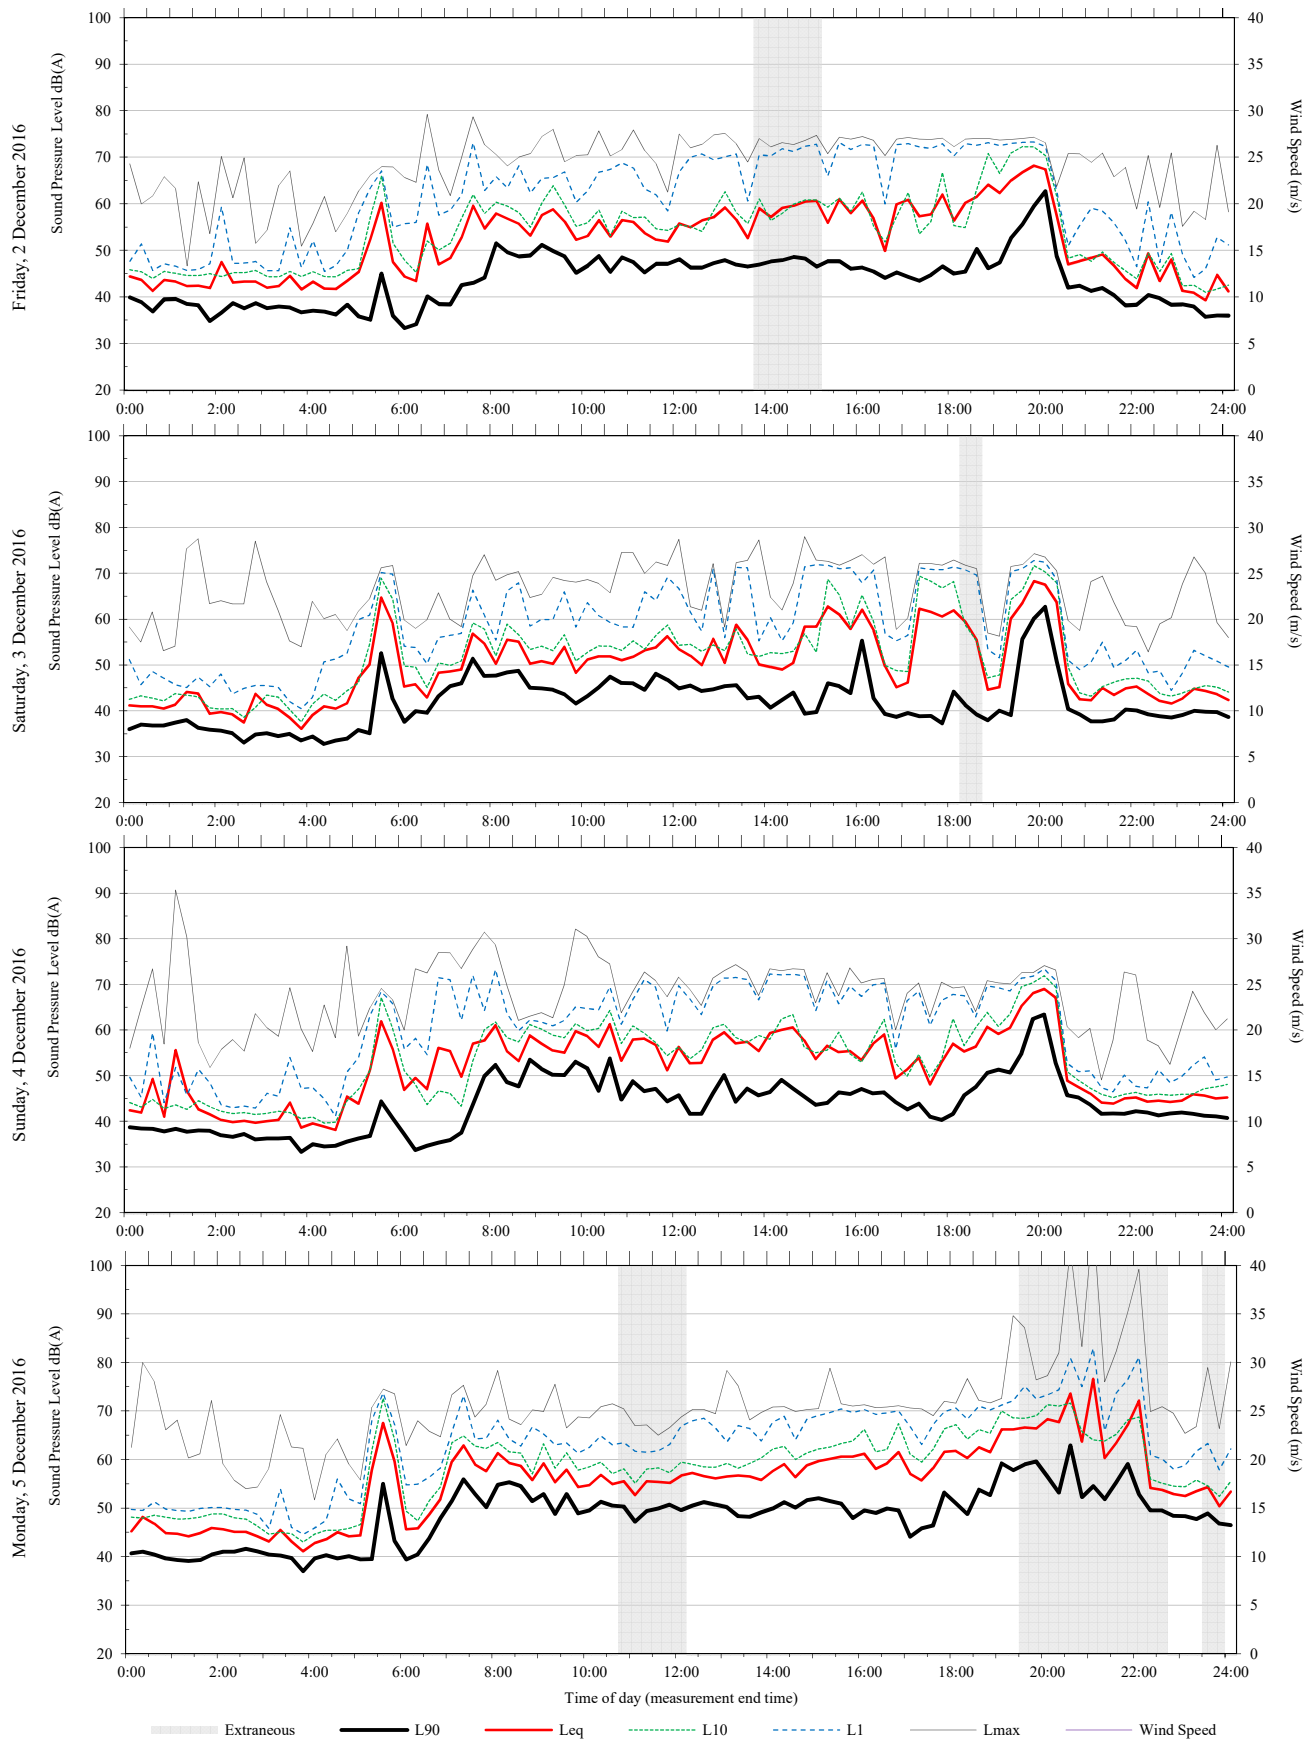 Friday, 2 December 2016
Sound Pressure Level dB(A)
100 90 80 70 60 50 40 30 20
40 35 30 25 20 15 10 5 0
Wind Speed (m/s)
0:00 2:00 4:00 6:00 8:00 10:00 12:00 14:00 16:00 18:00 20:00 22:00 24:00
Saturday, 3 December 2016
Sound Pressure Level dB(A)
100 90 80 70 60 50 40 30 20
40 35 30 25 20 15 10 5 0
Wind Speed (m/s)
0:00 2:00 4:00 6:00 8:00 10:00 12:00 14:00 16:00 18:00 20:00 22:00 24:00
Sunday, 4 December 2016
Sound Pressure Level dB(A)
100 90 80 70 60 50 40 30 20
40 35 30 25 20 15 10 5 0
Wind Speed (m/s)
0:00 2:00 4:00 6:00 8:00 10:00 12:00 14:00 16:00 18:00 20:00 22:00 24:00
Monday, 5 December 2016
Sound Pressure Level dB(A)
100 90 80 70 60 50 40 30 20
40 35 30 25 20 15 10 5 0
Wind Speed (m/s)
0:00 2:00 4:00 6:00 8:00 10:00 12:00 14:00 16:00 18:00 20:00 22:00 24:00
Time of day (measurement end time)
Extraneous L90 Leq L10 L1 Lmax Wind Speed